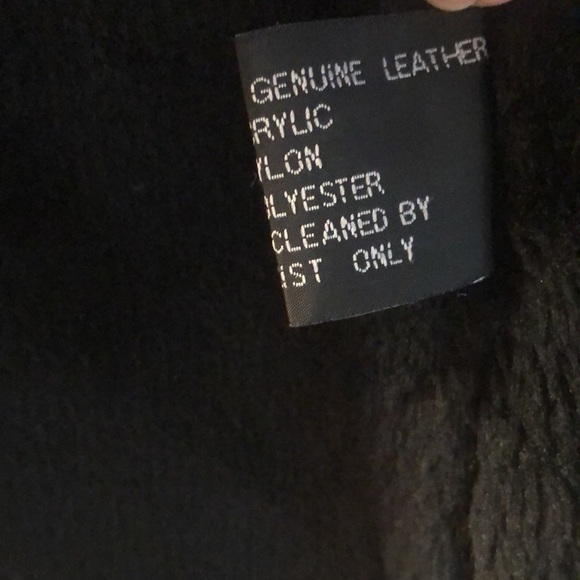 GENUINE LEATHER
RYLIC
YLON
LYESTER
CLEANED BY
IST ONLY